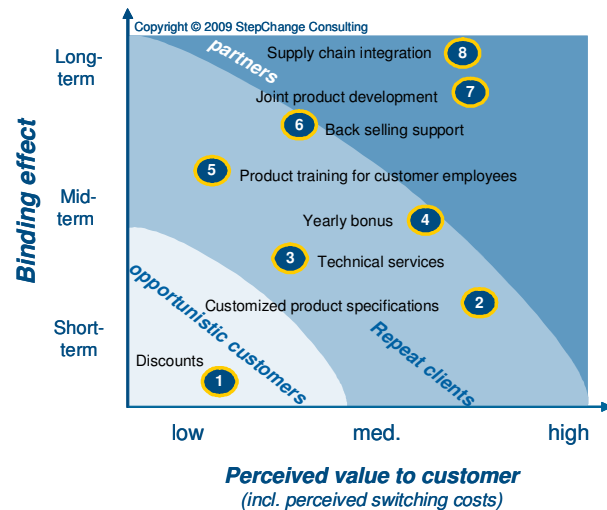 Copyright © 2009 StepChange Consulting
Long-
term
partners
Supply chain integration 8
Joint product development 7
6 Back selling support
5 Product training for customer employees
Mid-
term
Yearly bonus 4
3 Technical services
Binding effect
opportunistic customers
Customized product specifications 2
Short-
term
Repeat clients
Discounts
1
low med. high
Perceived value to customer
(incl. perceived switching costs)